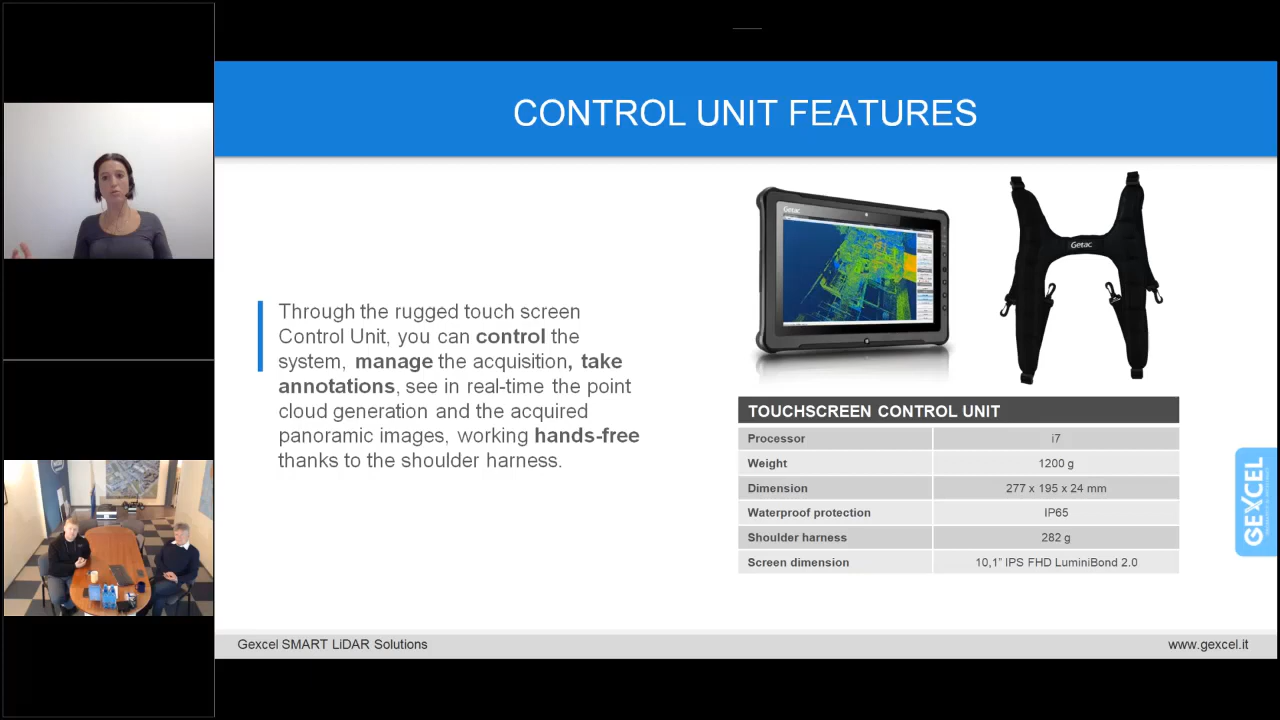 CONTROL UNIT FEATURES
Through the rugged touch screen
Control Unit, you can control the
system, manage the acquisition, take
annotations, see in real-time the point
cloud generation and the acquired
panoramic images, working hands-free
thanks to the shoulder harness.
Getac
Getac
TOUCHSCREEN CONTROL UNIT
Processor i7
Weight 1200 g
Dimension 277 x 195 x 24 mm
Waterproof protection IP65
Shoulder harness 282 g
Screen dimension 10,1” IPS FHD LuminiBond 2.0
GEXCEL
Gexcel SMART LiDAR Solutions
www.gexcel.it